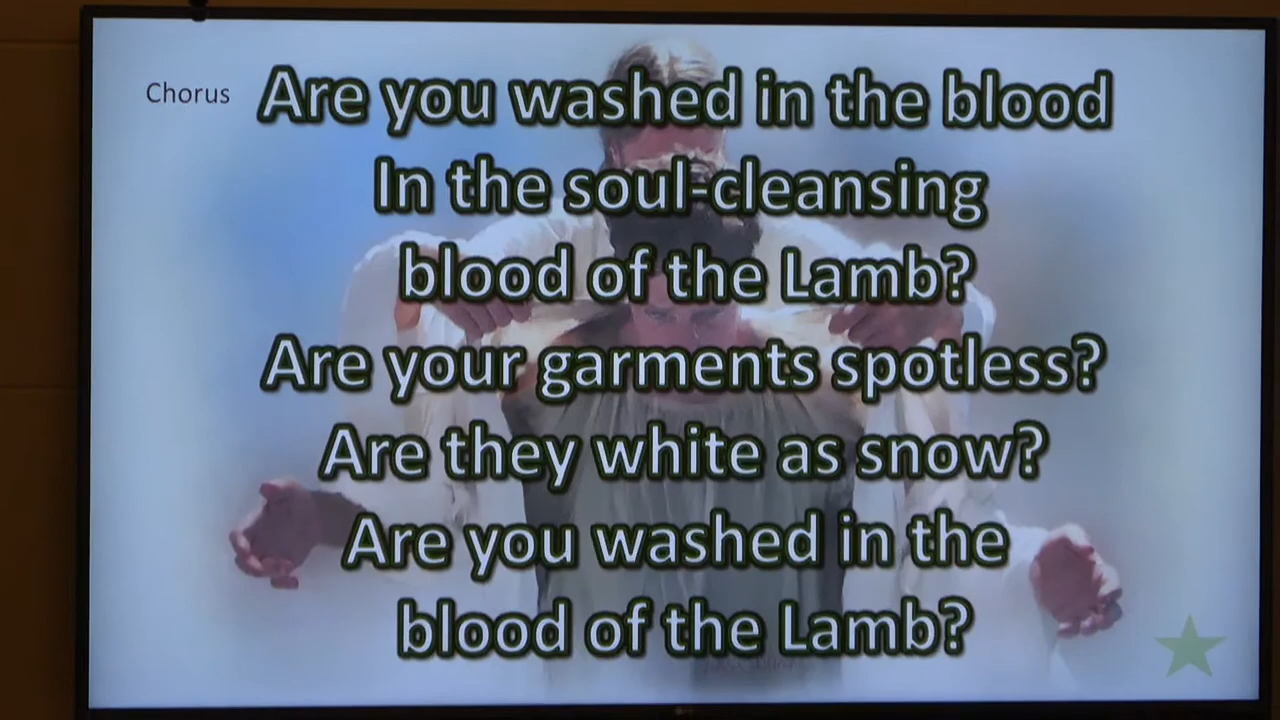 Chorus
Are you washed in the blood
In the soul-cleansing
blood of the Lamb?
Are your garments spotless?
Are they white as snow?
Are you washed in the
blood of the Lamb?